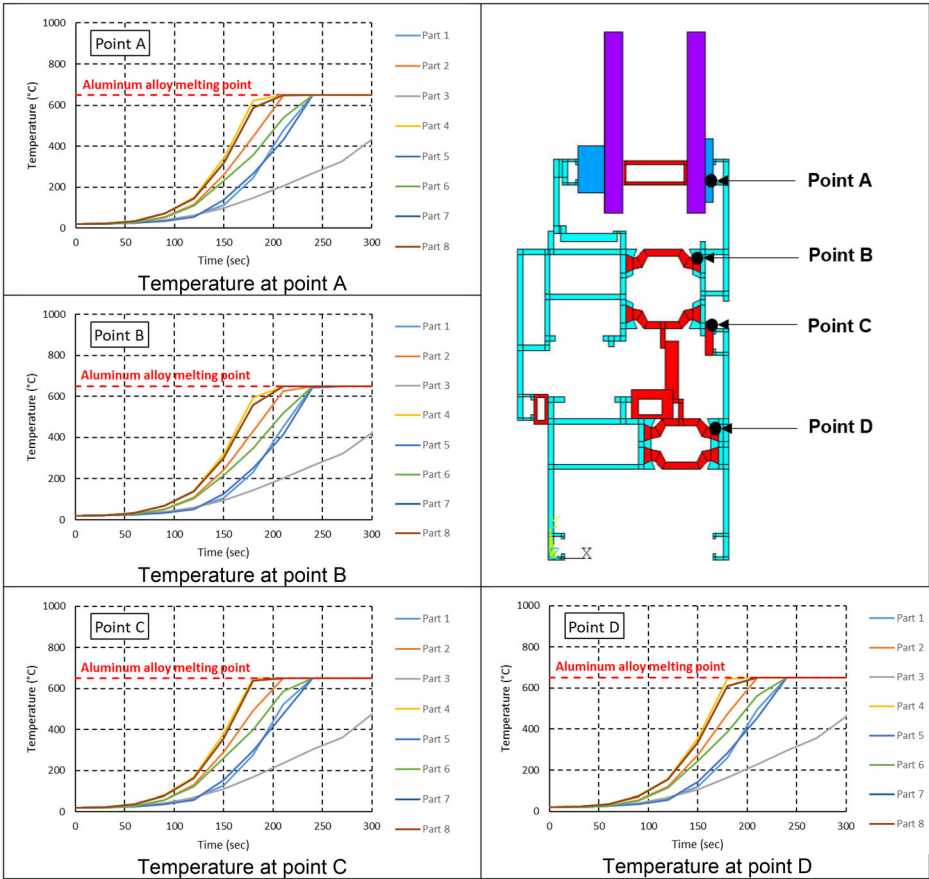 Point A
Aluminum alloy melting point
Temperature (°C)
1000
800
600
400
200
0
0 50 100 150 200 250 300
Time (sec)
Part 1
Part 2
Part 3
Part 4
Part 5
Part 6
Part 7
Part 8
Temperature at point A
Point B
Aluminum alloy melting point
Temperature (°C)
1000
800
600
400
200
0
0 50 100 150 200 250 300
Time (sec)
Part 1
Part 2
Part 3
Part 4
Part 5
Part 6
Part 7
Part 8
Temperature at point B
Point A
Point B
Point C
Point D
Y
Z
X
Point C
Aluminum alloy melting point
Temperature (°C)
1000
800
600
400
200
0
0 50 100 150 200 250 300
Time (sec)
Part 1
Part 2
Part 3
Part 4
Part 5
Part 6
Part 7
Part 8
Temperature at point C
Point D
Aluminum alloy melting point
Temperature (°C)
1000
800
600
400
200
0
0 50 100 150 200 250 300
Time (sec)
Part 1
Part 2
Part 3
Part 4
Part 5
Part 6
Part 7
Part 8
Temperature at point D